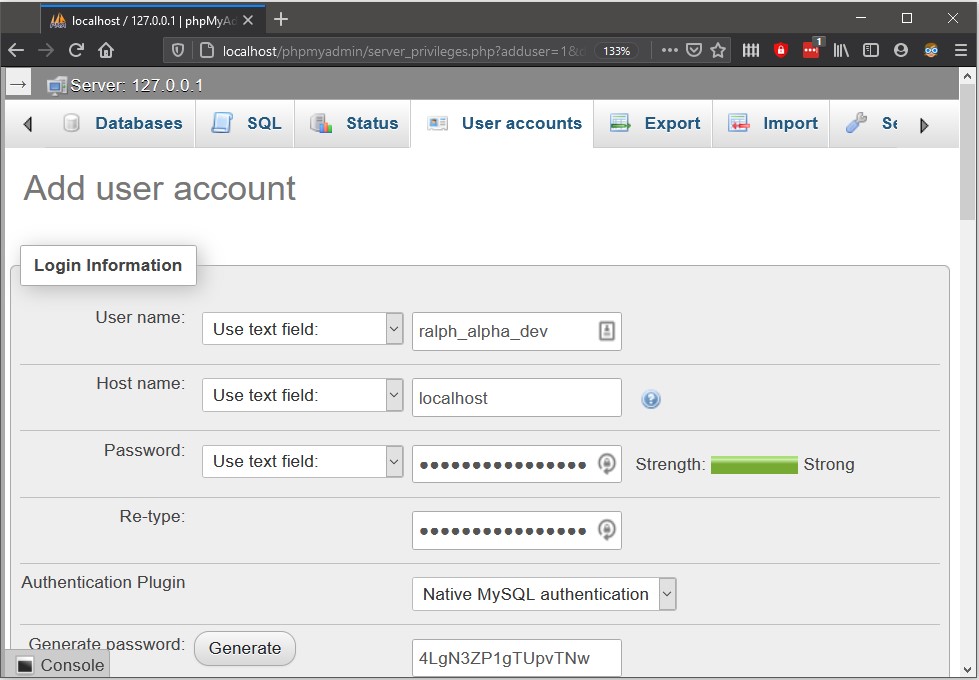 localhost / 127.0.0.1 | phpMyAd
localhost/phpmyadmin/server_privileges.php?adduser=1& 133%
1
Server: 127.0.0.1
Databases SQL Status User accounts Export Import Se
Add user account
Login Information
User name: Use text field: ralph_alpha_dev
Host name: Use text field: localhost
Password: Use text field: Strength: Strong
Re-type:
Authentication Plugin Native MySQL authentication
Generate password: Generate 4LgN3ZP1gTUpvTNw
Console